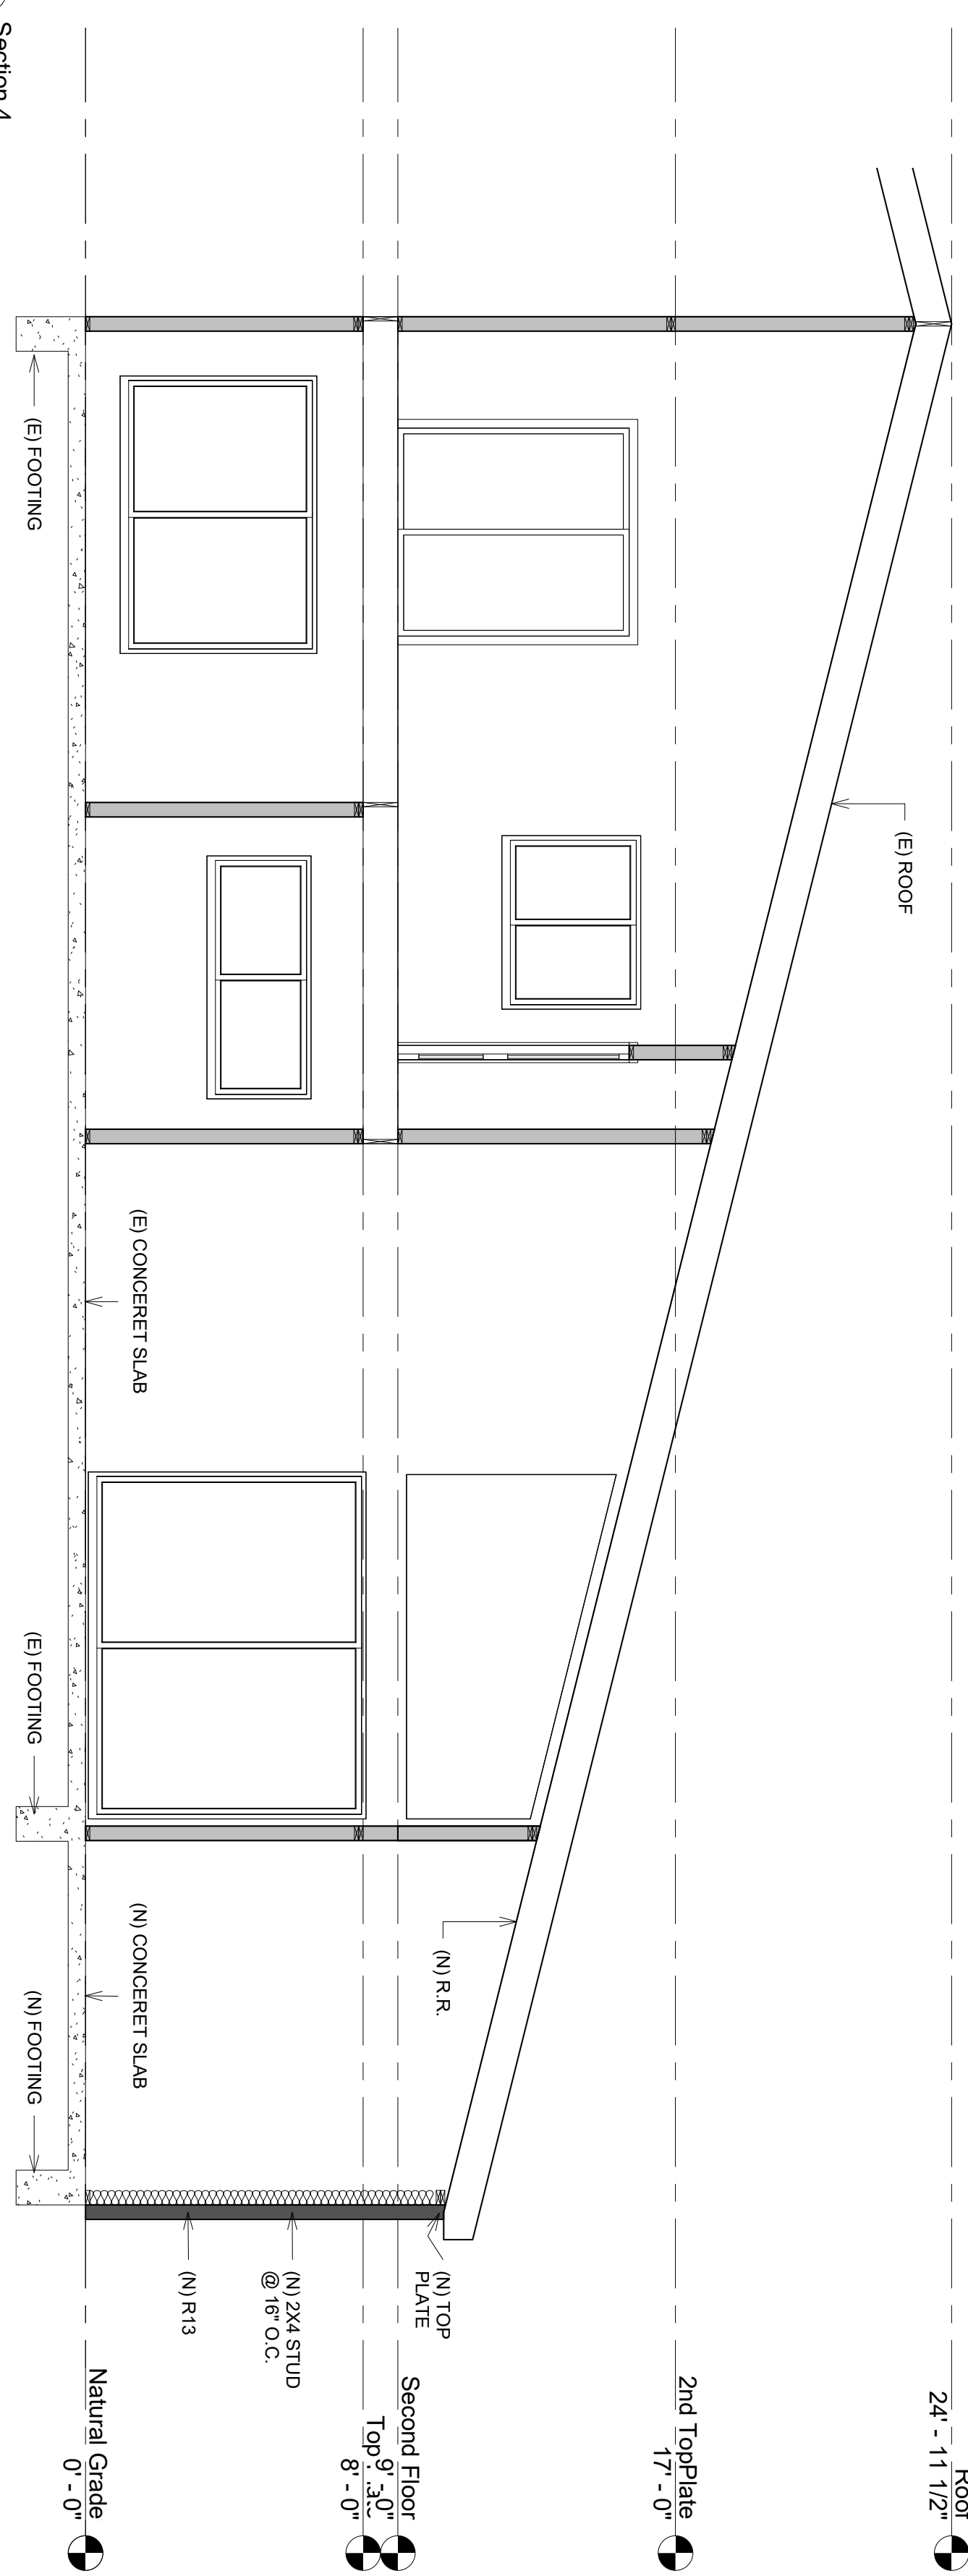 Roof
24' - 11 1/2"
2nd TopPlate
17' - 0"
Second Floor
9' - 0"
Top
8' - 0"
Natural Grade
0' - 0"
(E) ROOF
(N) R.R.
(N) TOP
PLATE
(N) 2X4 STUD
@ 16" O.C.
(N) R13
(E) CONCERET SLAB
(N) CONCERET SLAB
(E) FOOTING
(E) FOOTING
(N) FOOTING
Section 4